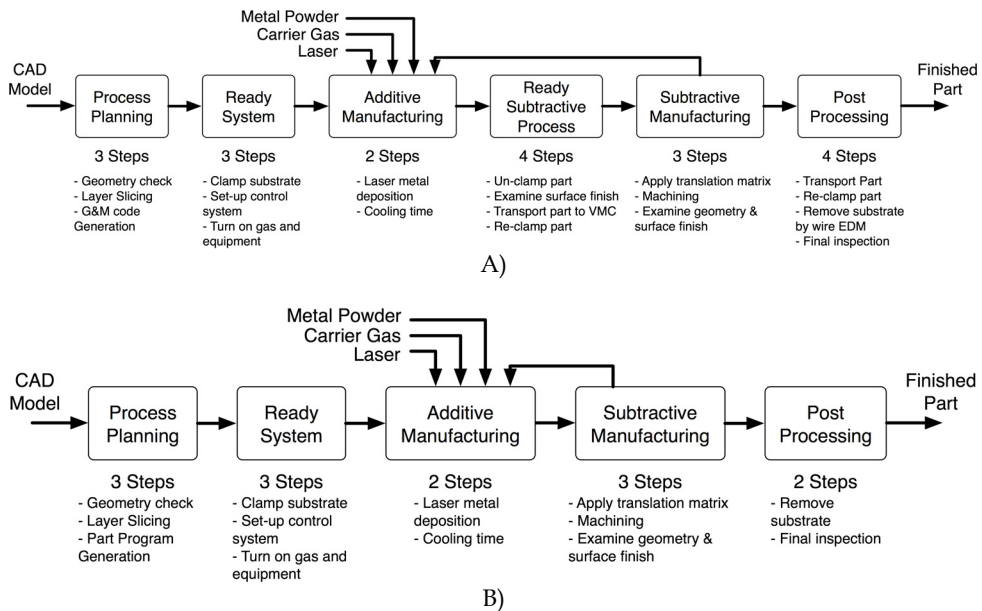 Metal Powder
Carrier Gas
Laser
CAD
Model
Process
Planning
Ready
System
Additive
Manufacturing
Ready
Subtractive
Process
Subtractive
Manufacturing
Post
Processing
Finished
Part
3 Steps
- Geometry check
- Layer Slicing
- G&M code
Generation
3 Steps
- Clamp substrate
- Set-up control
system
- Turn on gas and
equipment
2 Steps
- Laser metal
deposition
- Cooling time
4 Steps
- Un-clamp part
- Examine surface finish
- Transport part to VMC
- Re-clamp part
3 Steps
- Apply translation matrix
- Machining
- Examine geometry &
surface finish
4 Steps
- Transport Part
- Re-clamp part
- Remove substrate
by wire EDM
- Final inspection
A)
Metal Powder
Carrier Gas
Laser
CAD
Model
Process
Planning
Ready
System
Additive
Manufacturing
Subtractive
Manufacturing
Post
Processing
Finished
Part
3 Steps
- Geometry check
- Layer Slicing
- Part Program
Generation
3 Steps
- Clamp substrate
- Set-up control
system
- Turn on gas and
equipment
2 Steps
- Laser metal
deposition
- Cooling time
3 Steps
- Apply translation matrix
- Machining
- Examine geometry &
surface finish
2 Steps
- Remove
substrate
- Final inspection
B)